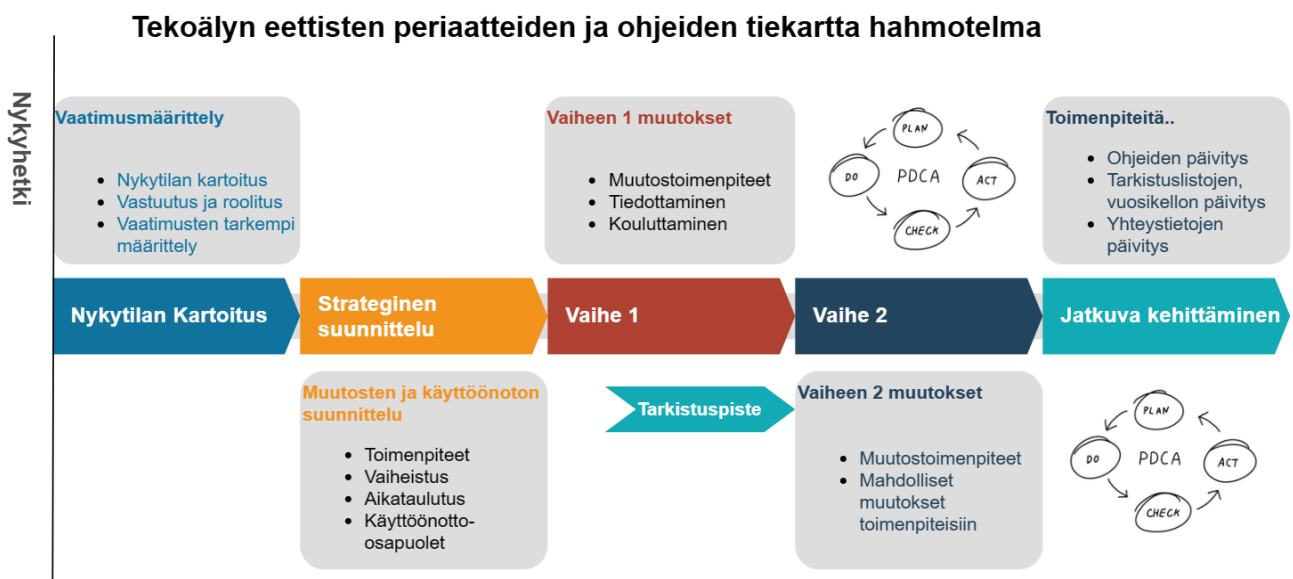 Tekoälyn eettisten periaatteiden ja ohjeiden tiekartta hahmotelma
Nykyhetki
Vaatimusmäärittely
Nykytilan kartoitus
Vastuutus ja roolitus
Vaatimusten tarkempi
määrittely
Vaiheen 1 muutokset
Muutostoimenpiteet
Tiedottaminen
Kouluttaminen
PLAN
DO
PDCA
ACT
CHECK
Toimenpiteitä..
Ohjeiden päivitys
Tarkistuslistojen,
vuosikellon päivitys
Yhteystietojen
päivitys
Nykytilan Kartoitus
Strateginen
suunnittelu
Vaihe 1
Vaihe 2
Jatkuva kehittäminen
Muutosten ja käyttöönoton
suunnittelu
Toimenpiteet
Vaiheistus
Aikataulutus
Käyttöönotto-
osapuolet
Tarkistuspiste
Vaiheen 2 muutokset
Muutostoimenpiteet
Mahdolliset
muutokset
toimenpiteisiin
PLAN
DO
PDCA
ACT
CHECK